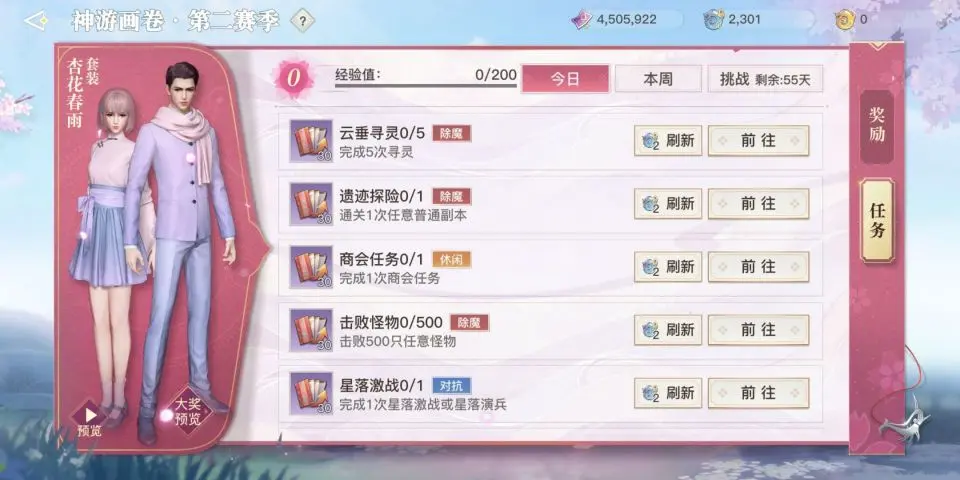 神游画卷·第二赛季 ?
4,505,922
2,301
0
套装
杏花春雨
预览
大奖
预览
0
经验值: 0/200
今日
本周
挑战 剩余:55天
云垂寻灵0/5 除魔
完成5次寻灵
30
2 刷新
前往
遗迹探险0/1 除魔
通关1次任意普通副本
30
2 刷新
前往
商会任务0/1 休闲
完成1次商会任务
30
2 刷新
前往
击败怪物0/500 除魔
击败500只任意怪物
30
2 刷新
前往
星落激战0/1 对抗
完成1次星落激战或星落演兵
30
2 刷新
前往
奖励
任务